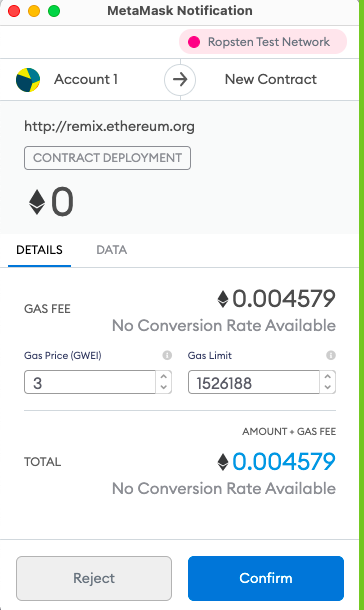 MetaMask Notification
Ropsten Test Network
Account 1
New Contract
http://remix.ethereum.org
CONTRACT DEPLOYMENT
0
DETAILS
DATA
GAS FEE
0.004579
No Conversion Rate Available
Gas Price (GWEI)
Gas Limit
3
1526188
AMOUNT + GAS FEE
TOTAL
0.004579
No Conversion Rate Available
Reject
Confirm